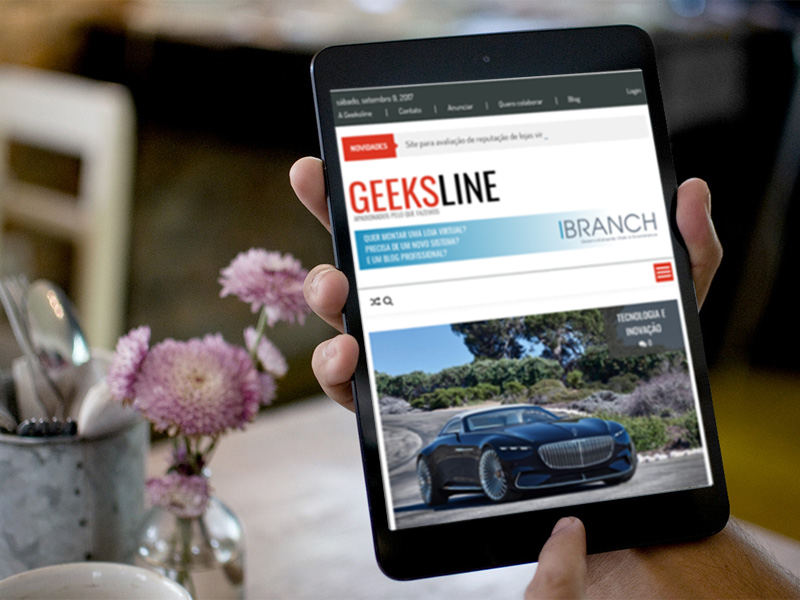 sábado, setembro 9, 2017
A Geeksline | Contato | Anunciar | Quero colaborar | Blog Login
NOVIDADES Site para avaliação de reputação de lojas vir _
GEEKSLINE
APAIXONADOS PELO QUE FAZEMOS
QUER MONTAR UMA LOJA VIRTUAL?
PRECISA DE UM NOVO SISTEMA?
E UM BLOG PROFISSIONAL?
IBRANCH
TECNOLOGIA E
INOVAÇÃO
0